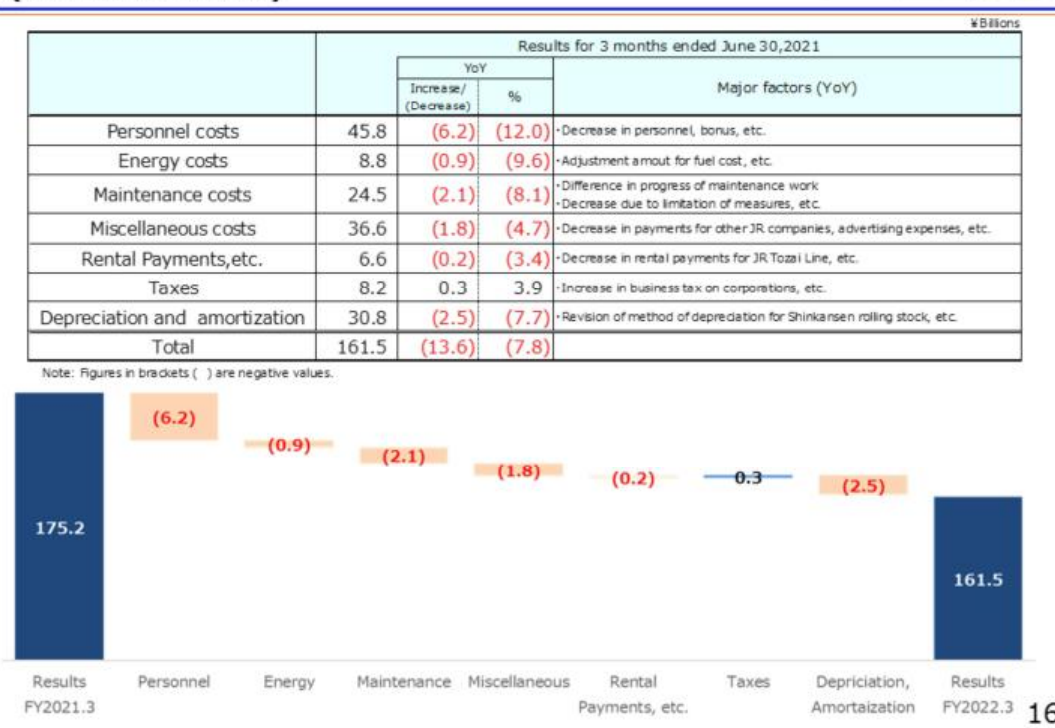 ¥Billions
Results for 3 months ended June 30,2021
YoY
Increase/
(Decrease)
%
Major factors (YoY)
Personnel costs 45.8 (6.2) (12.0) ･Decrease in personnel, bonus, etc.
Energy costs 8.8 (0.9) (9.6) ･Adjustment amout for fuel cost, etc.
Maintenance costs 24.5 (2.1) (8.1) ･Difference in progress of maintenance work
･Decrease due to limitation of measures, etc.
Miscellaneous costs 36.6 (1.8) (4.7) ･Decrease in payments for other JR companies, advertising expenses, etc.
Rental Payments,etc. 6.6 (0.2) (3.4) ･Decrease in rental payments for JR Tozai Line, etc.
Taxes 8.2 0.3 3.9 ･Increase in business tax on corporations, etc.
Depreciation and amortization 30.8 (2.5) (7.7) ･Revision of method of depreciation for Shinkansen rolling stock, etc.
Total 161.5 (13.6) (7.8)
Note: Figures in brackets ( ) are negative values.
(6.2)
(0.9)
(2.1)
(1.8)
(0.2)
0.3
(2.5)
175.2
161.5
Results Personnel Energy Maintenance Miscellaneous Rental Taxes Depriciation, Results
FY2021.3 Payments, etc. Amortaization FY2022.3
16